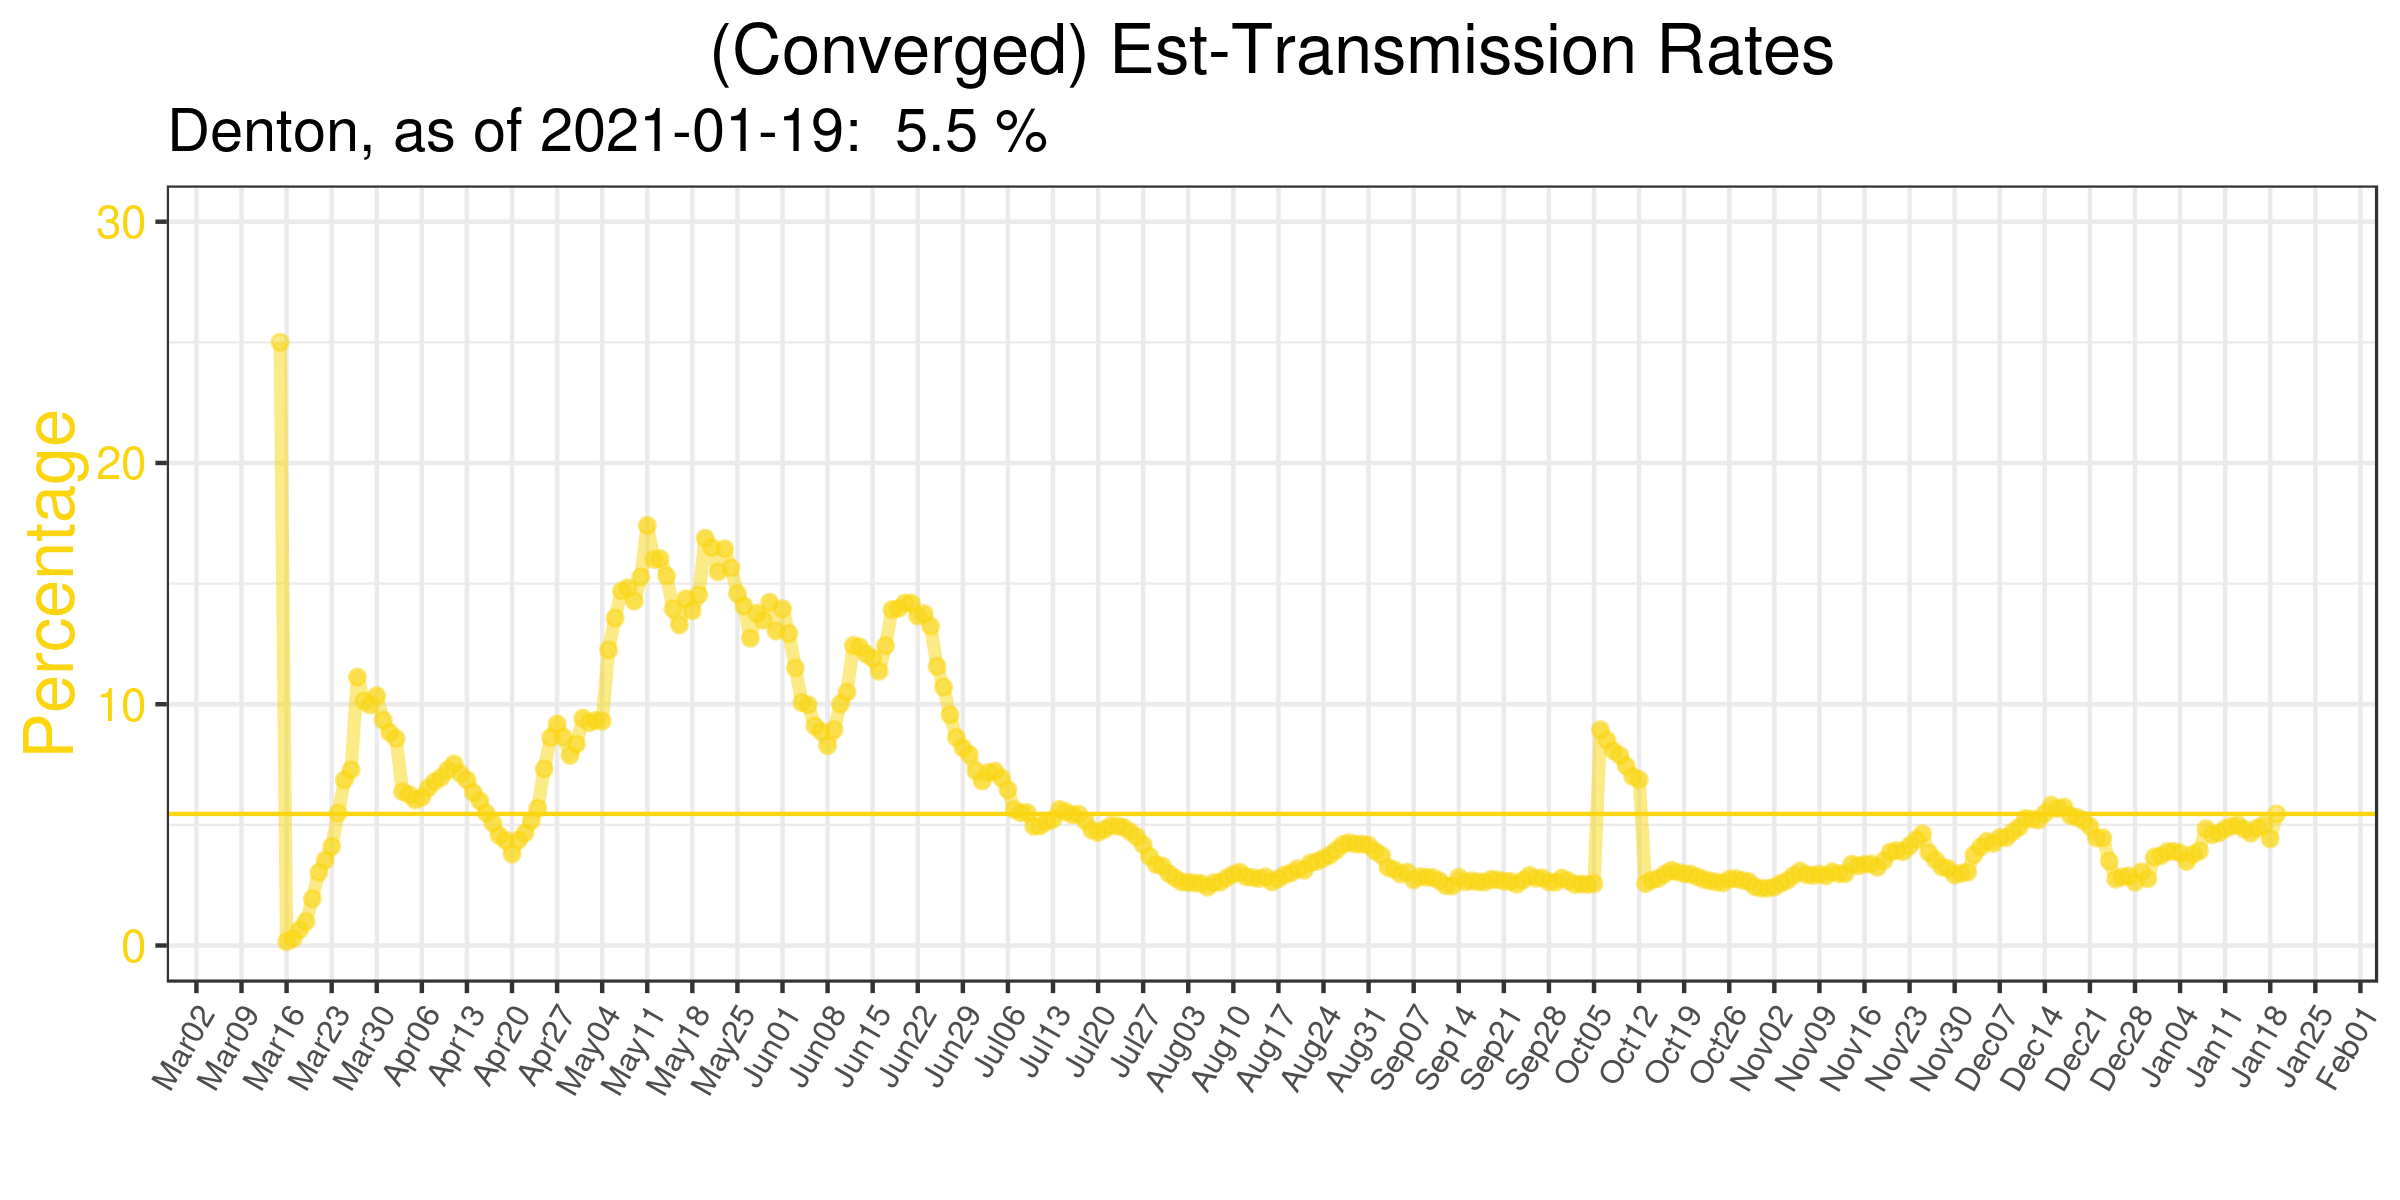 (Converged) Est-Transmission Rates
Denton, as of 2021-01-19:  5.5 %
Percentage
30
20
10
0
Mar02 Mar09 Mar16 Mar23 Mar30 Apr06 Apr13 Apr20 Apr27 May04 May11 May18 May25 Jun01 Jun08 Jun15 Jun22 Jun29 Jul06 Jul13 Jul20 Jul27 Aug03 Aug10 Aug17 Aug24 Aug31 Sep07 Sep14 Sep21 Sep28 Oct05 Oct12 Oct19 Oct26 Nov02 Nov09 Nov16 Nov23 Nov30 Dec07 Dec14 Dec21 Dec28 Jan04 Jan11 Jan18 Jan25 Feb01